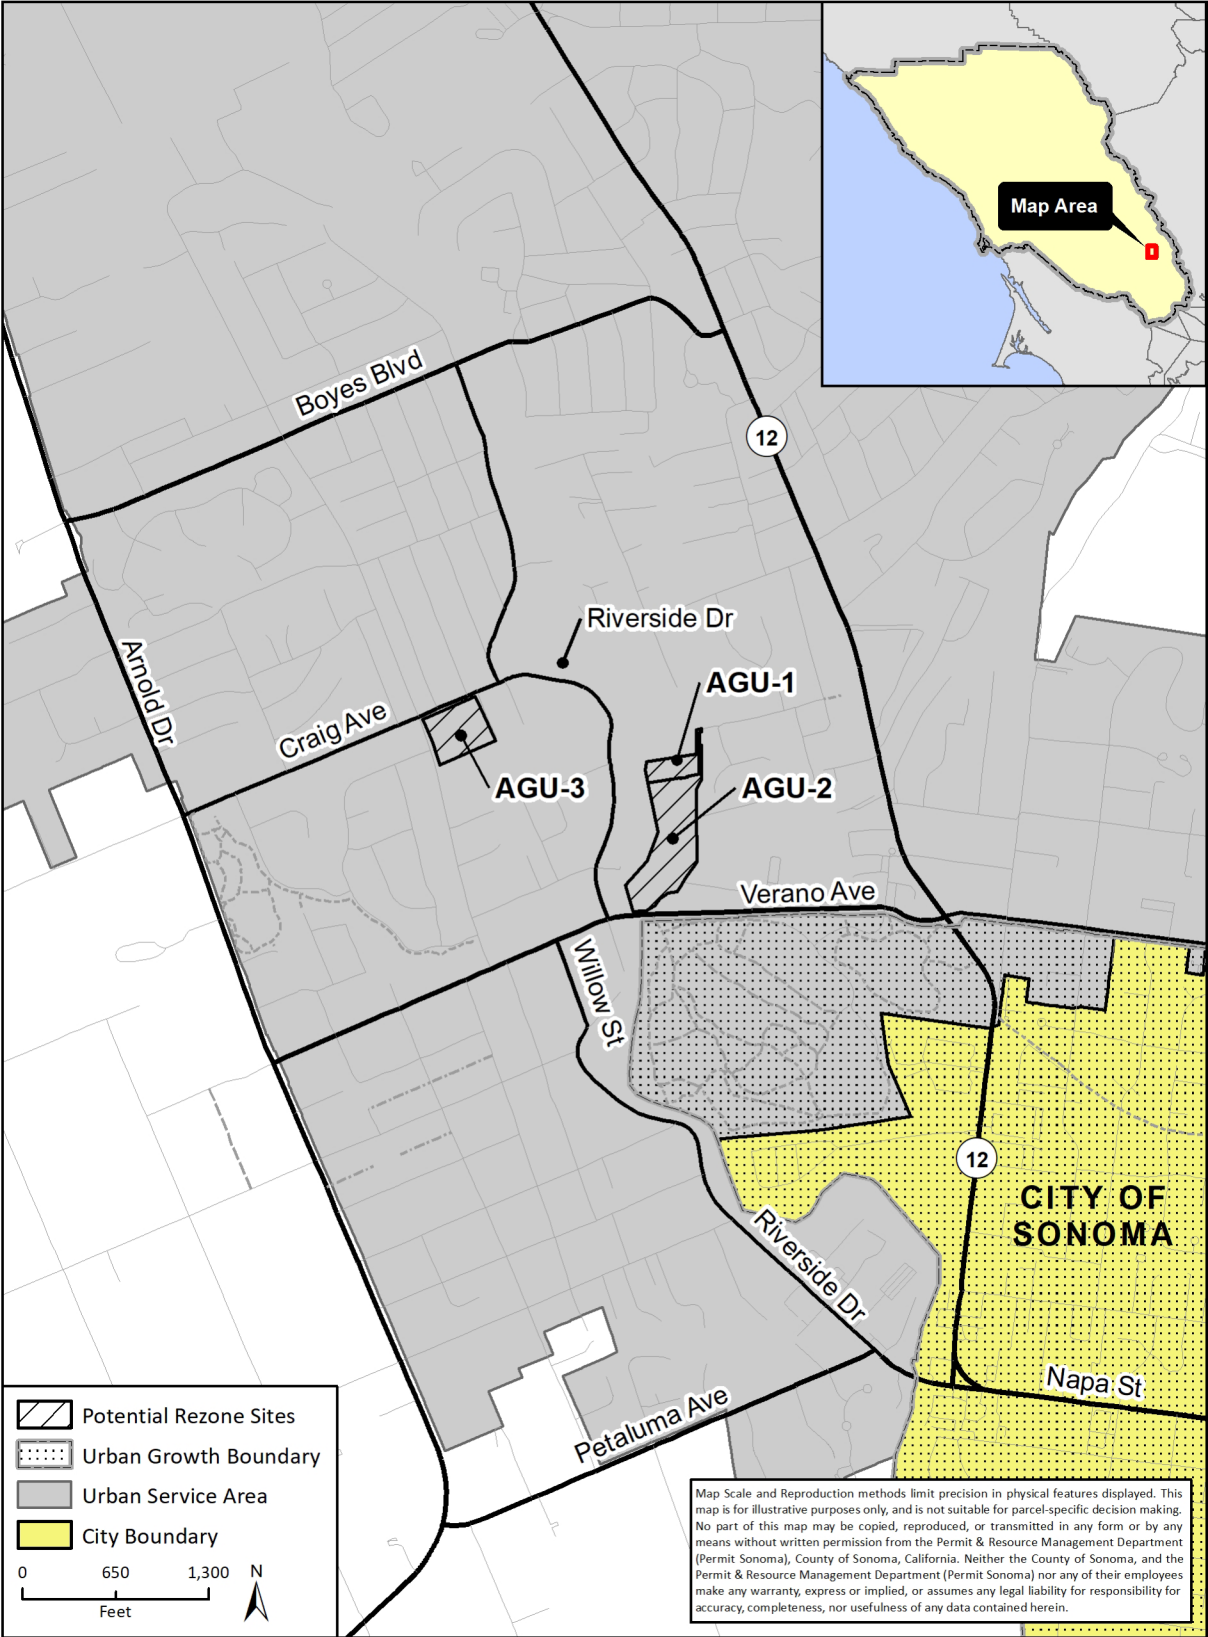 Map Area
Boyes Blvd
12
Riverside Dr
Arnold Dr
AGU-1
Craig Ave
AGU-3
AGU-2
Verano Ave
Willow St
12
CITY OF
SONOMA
Riverside Dr
Napa St
Petaluma Ave
Potential Rezone Sites
Urban Growth Boundary
Urban Service Area
City Boundary
0 650 1,300
Feet
N
Map Scale and Reproduction methods limit precision in physical features displayed. This
map is for illustrative purposes only, and is not suitable for parcel-specific decision making.
No part of this map may be copied, reproduced, or transmitted in any form or by any
means without written permission from the Permit & Resource Management Department
(Permit Sonoma), County of Sonoma, California. Neither the County of Sonoma, and the
Permit & Resource Management Department (Permit Sonoma) nor any of their employees
make any warranty, express or implied, or assumes any legal liability for responsibility for
accuracy, completeness, nor usefulness of any data contained herein.